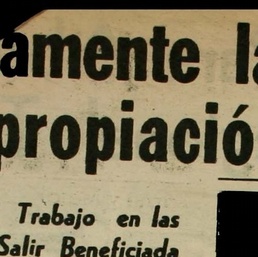 amente la
propiació
Trabajo en las
Salir Beneficiada